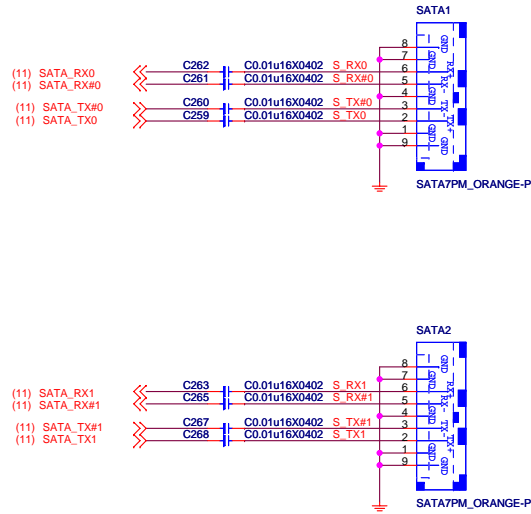 SATA1
8
GND
7
GND
(11) SATA_RX0 C262 C0.01u16X0402 S_RX0 6 RX+
(11) SATA_RX#0 C261 C0.01u16X0402 S_RX#0 5 RX-
4
GND
(11) SATA_TX#0 C260 C0.01u16X0402 S_TX#0 3 TX-
(11) SATA_TX0 C259 C0.01u16X0402 S_TX0 2 TX+
1
GND
9
GND
SATA7PM_ORANGE-P
SATA2
8
GND
7
GND
(11) SATA_RX1 C263 C0.01u16X0402 S_RX1 6 RX+
(11) SATA_RX#1 C265 C0.01u16X0402 S_RX#1 5 RX-
4
GND
(11) SATA_TX#1 C267 C0.01u16X0402 S_TX#1 3 TX-
(11) SATA_TX1 C268 C0.01u16X0402 S_TX1 2 TX+
1
GND
9
GND
SATA7PM_ORANGE-P